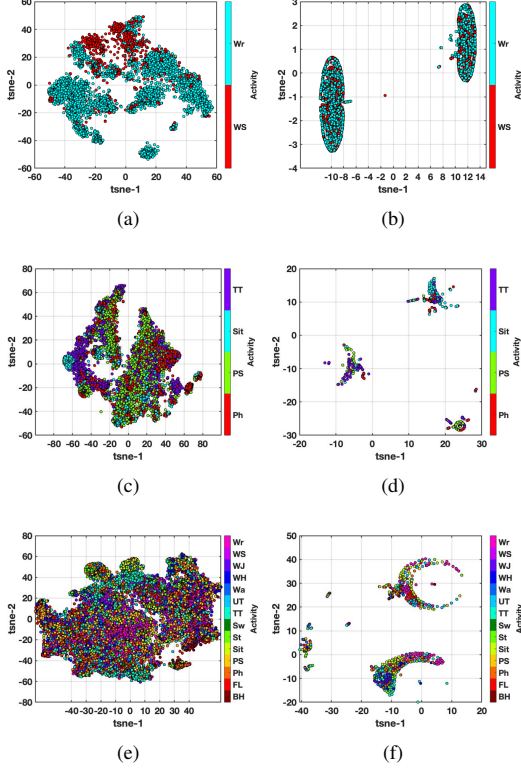 60
40
20
0
-20
-40
-60
-60 -40 -20 0 20 40 60
tsne-2
tsne-1
Wr
WS
Activity
(a)
3
2
1
0
-1
-2
-3
-4
-10 -8 -6 -4 -2 0 2 4 6 8 10 12 14
tsne-2
tsne-1
Wr
WS
Activity
(b)
80
60
40
20
0
-20
-40
-60
-80 -60 -40 -20 0 20 40 60 80
tsne-2
tsne-1
TT
Sit
PS
Ph
Activity
(c)
20
10
0
-10
-20
-30
-20 -10 0 10 20 30
tsne-2
tsne-1
TT
Sit
PS
Ph
Activity
(d)
80
60
40
20
0
-20
-40
-60
-80
-40 -30 -20 0 20 40
tsne-2
tsne-1
Wr
WS
WJ
WH
Wa
UT
TT
Sw
St
Sit
PS
Ph
FL
BH
Activity
(e)
50
40
30
20
10
0
-10
-20
-40 -30 -20 -10 0 10 20
tsne-2
tsne-1
Wr
WS
WJ
WH
Wa
UT
TT
Sw
St
Sit
PS
Ph
FL
BH
Activity
(f)